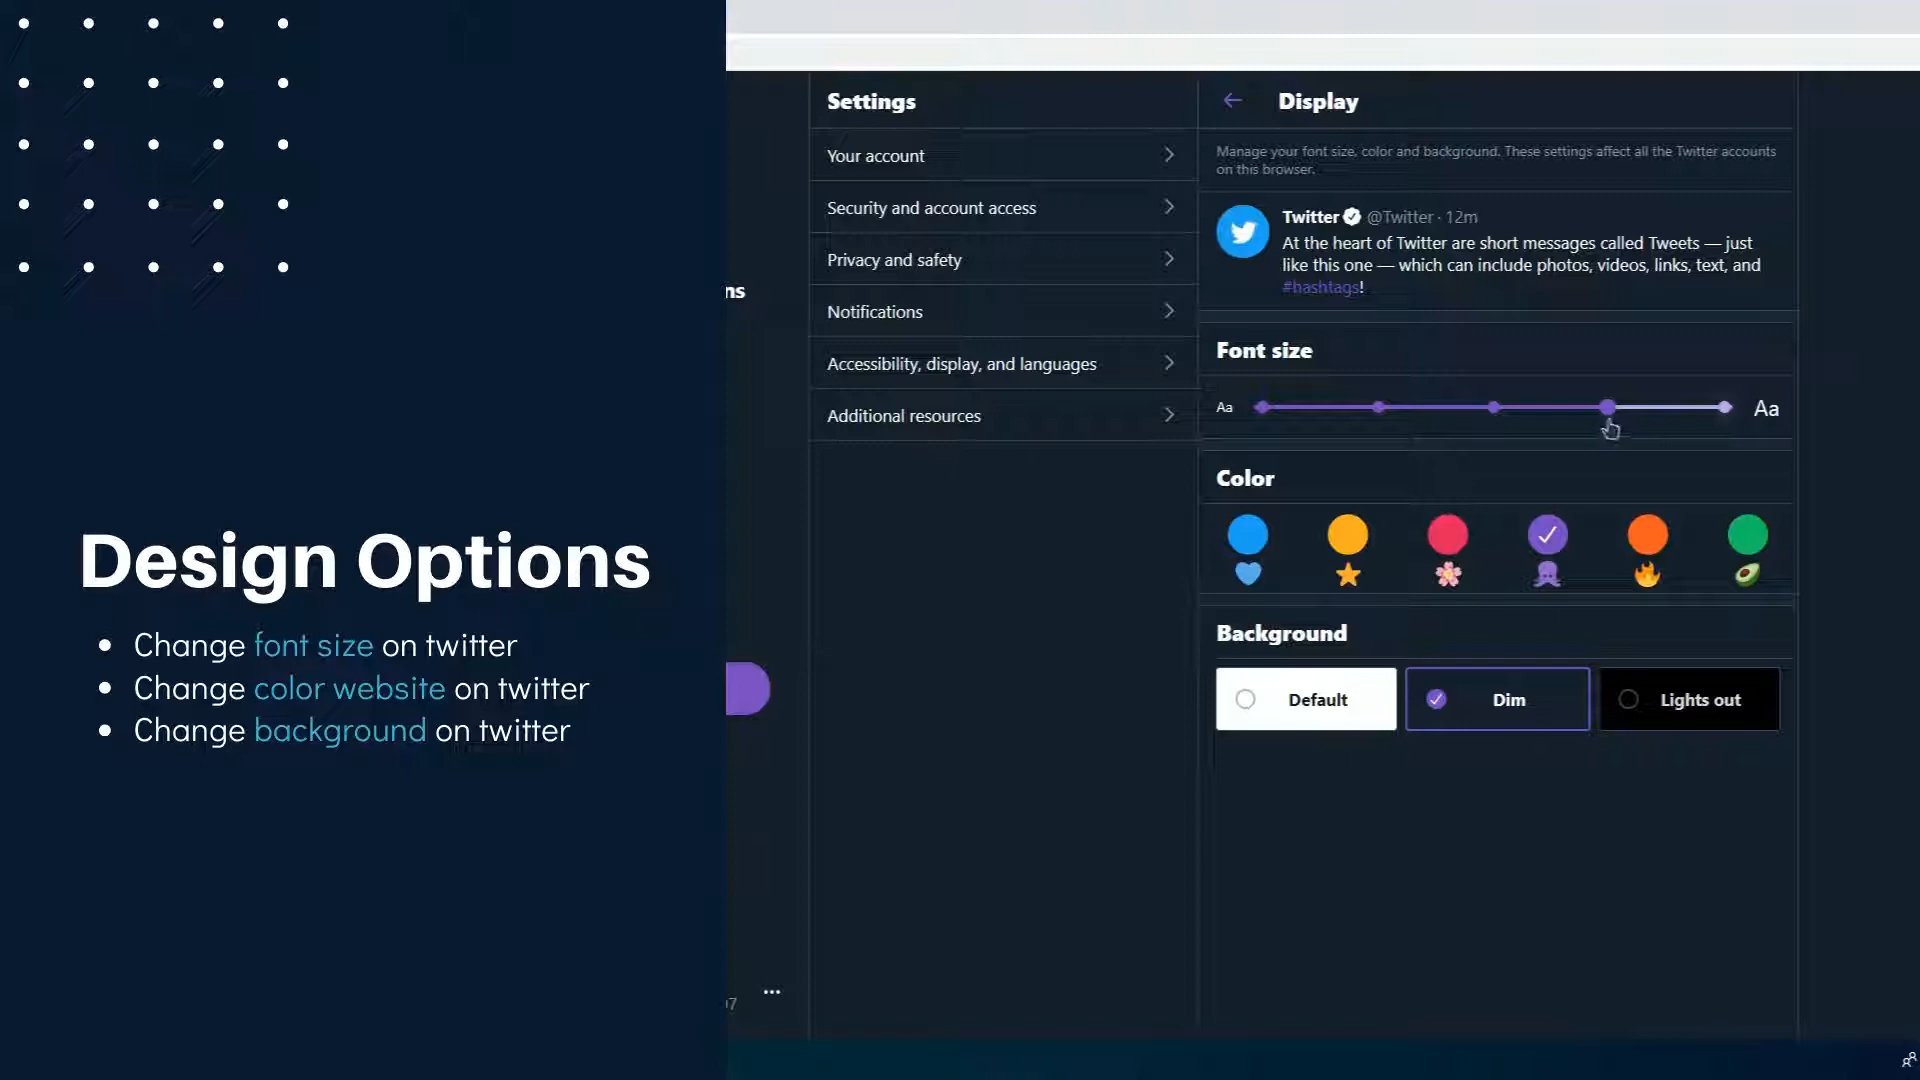 Design Options
Change font size on twitter
Change color website on twitter
Change background on twitter
ns
Settings
Your account
Security and account access
Privacy and safety
Notifications
Accessibility, display, and languages
Additional resources
Display
Manage your font size, color and background. These settings affect all the Twitter accounts
on this browser.
Twitter @Twitter · 12m
At the heart of Twitter are short messages called Tweets — just
like this one — which can include photos, videos, links, text, and
#hashtags!
Font size
Aa Aa
Color
Background
Default Dim Lights out